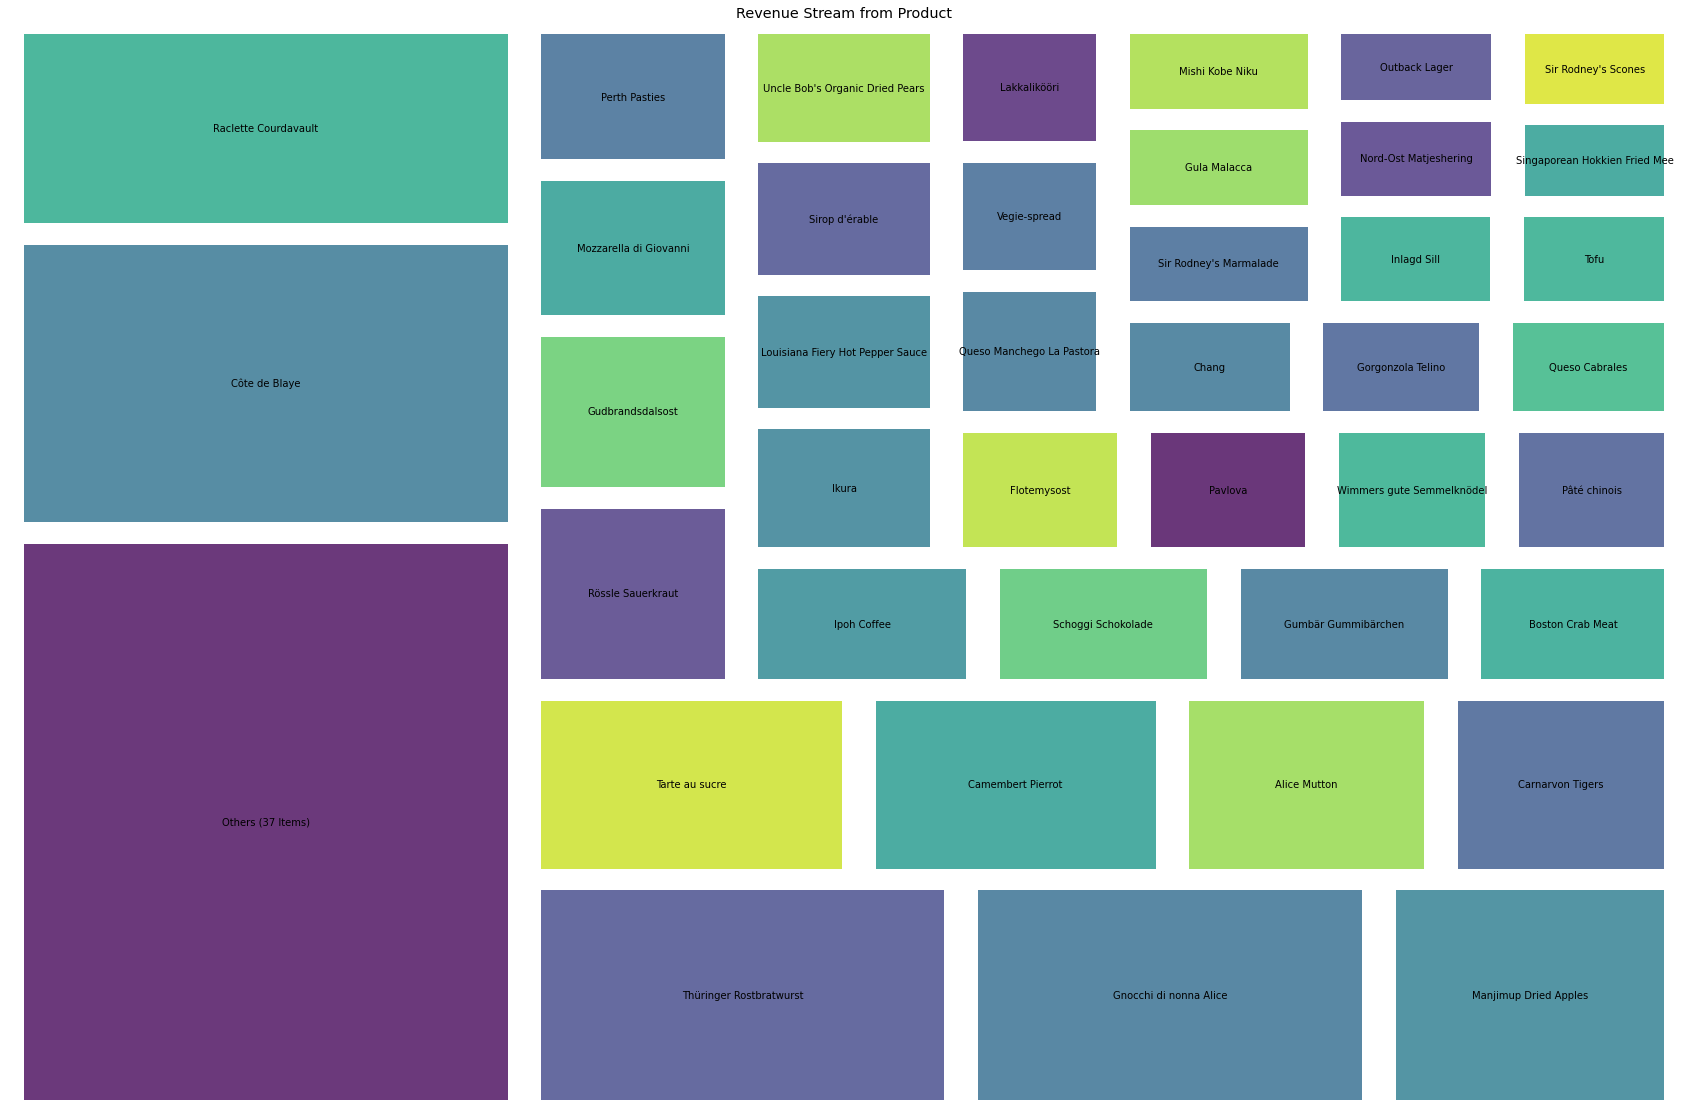 Revenue Stream from Product
Raclette Courdavault
Côte de Blaye
Others (37 Items)
Perth Pasties
Mozzarella di Giovanni
Gudbrandsdalsost
Rössle Sauerkraut
Uncle Bob's Organic Dried Pears
Sirop d'érable
Louisiana Fiery Hot Pepper Sauce
Ikura
Lakkalikööri
Vegie-spread
Queso Manchego La Pastora
Mishi Kobe Niku
Gula Malacca
Sir Rodney's Marmalade
Outback Lager
Nord-Ost Matjeshering
Inlagd Sill
Sir Rodney's Scones
Singaporean Hokkien Fried Mee
Tofu
Chang
Gorgonzola Telino
Queso Cabrales
Flotemysost
Pavlova
Wimmers gute Semmelknödel
Pâté chinois
Ipoh Coffee
Schoggi Schokolade
Gumbär Gummibärchen
Boston Crab Meat
Tarte au sucre
Camembert Pierrot
Alice Mutton
Carnarvon Tigers
Thüringer Rostbratwurst
Gnocchi di nonna Alice
Manjimup Dried Apples